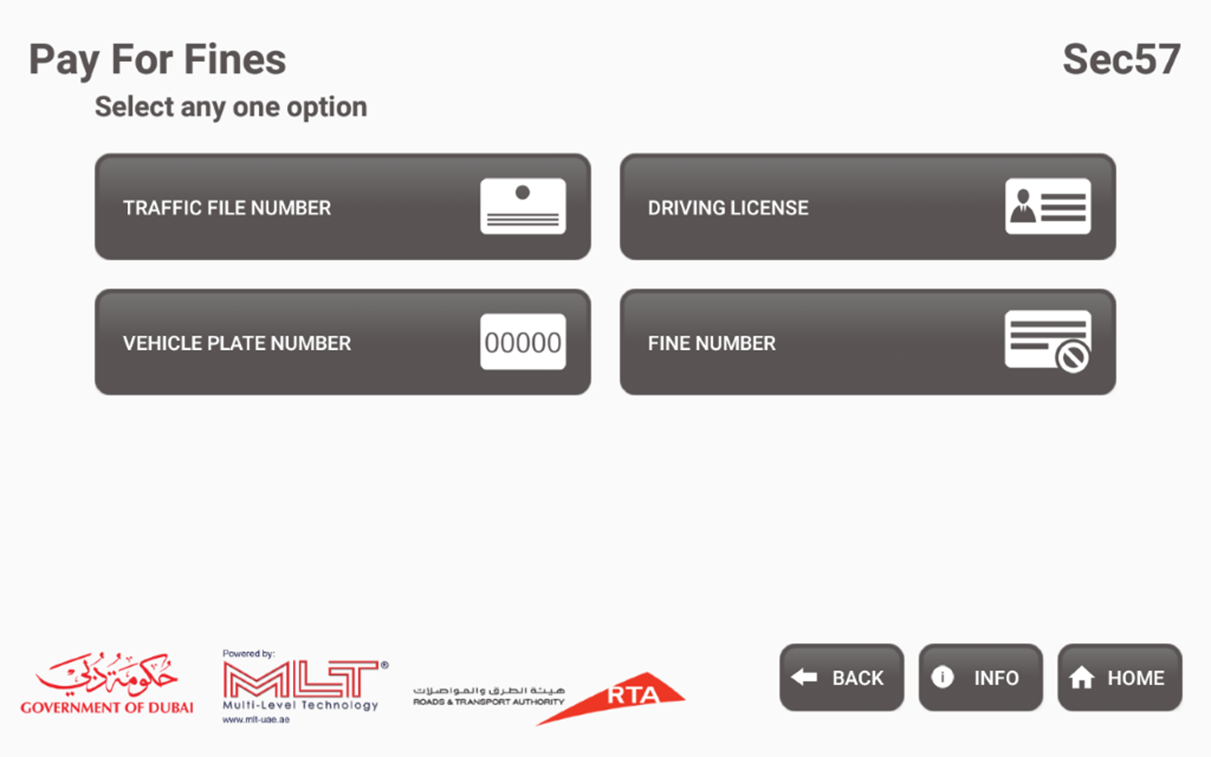 Pay For Fines
Sec57
Select any one option
TRAFFIC FILE NUMBER
DRIVING LICENSE
VEHICLE PLATE NUMBER
00000
FINE NUMBER
حكومة دبي
GOVERNMENT OF DUBAI
Powered by:
MLT®
Multi-Level Technology
www.mlt-uae.ae
هيئة الطرق و المواصلات
ROADS & TRANSPORT AUTHORITY
RTA
BACK
INFO
HOME